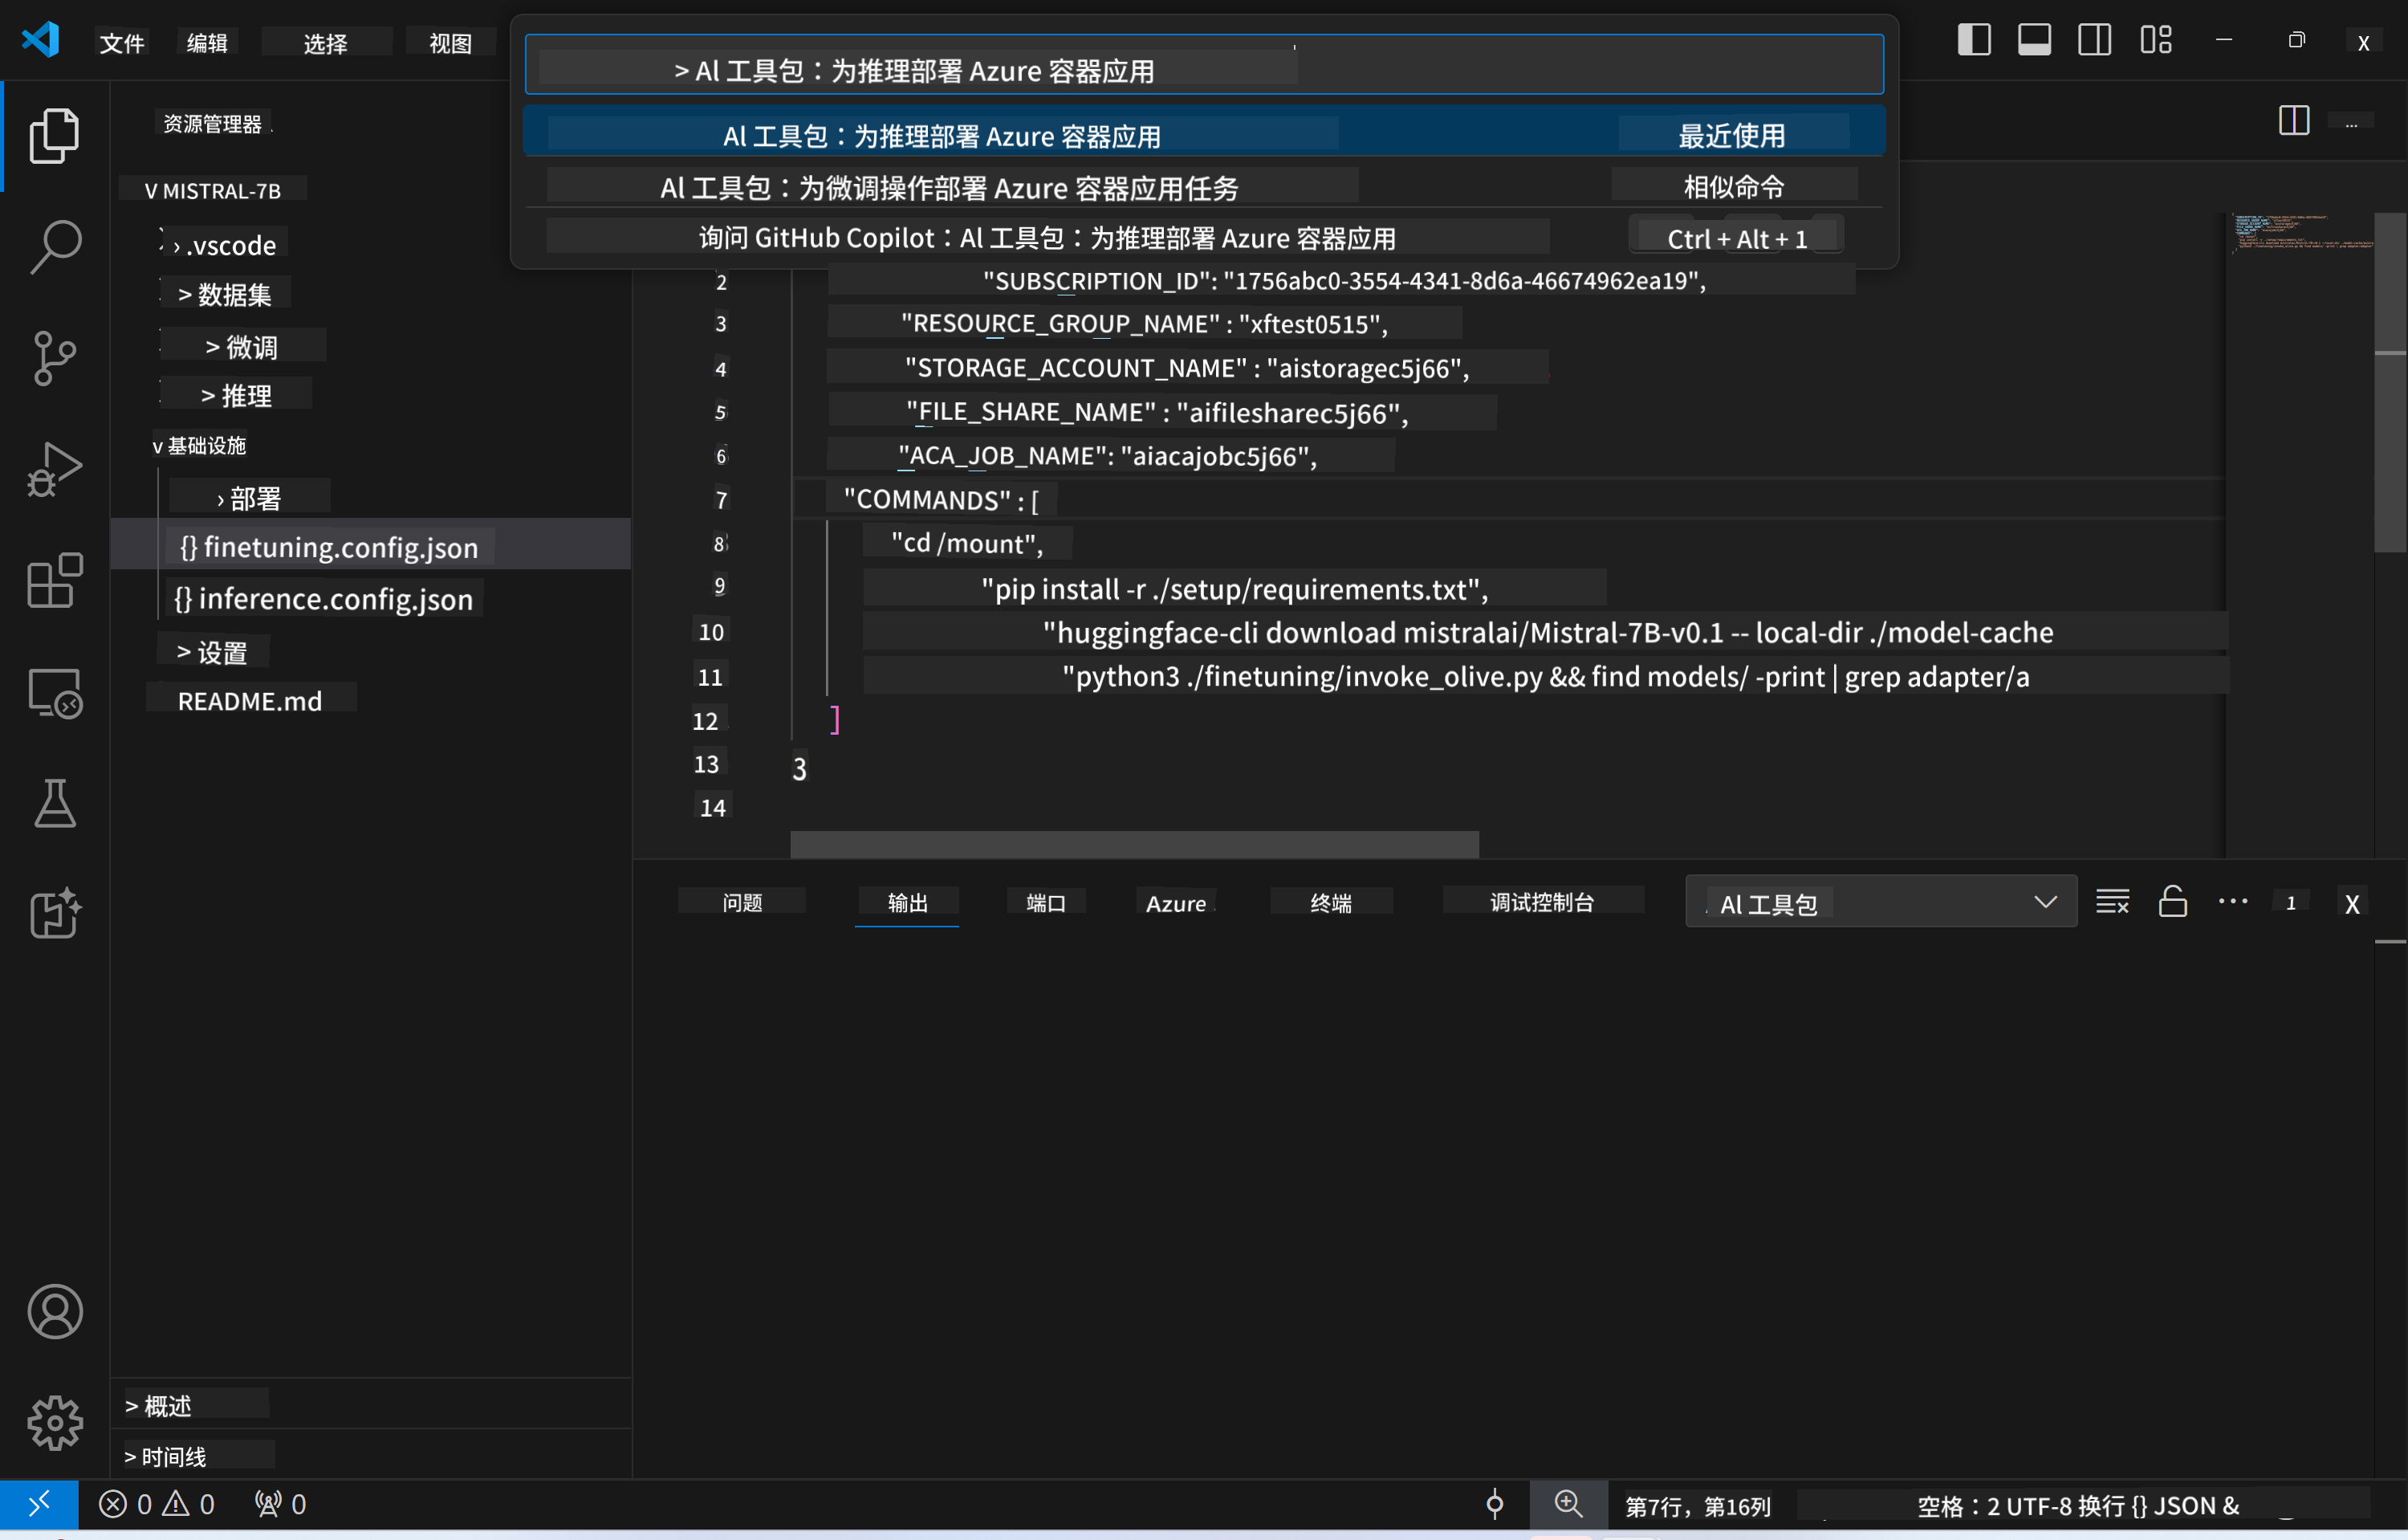 文件 编辑 选择 视图
> Al 工具包：为推理部署 Azure 容器应用
Al 工具包：为推理部署 Azure 容器应用 最近使用
Al 工具包：为微调操作部署 Azure 容器应用任务 相似命令
询问 GitHub Copilot：Al 工具包：为推理部署 Azure 容器应用 Ctrl + Alt + 1
X
...
资源管理器
V MISTRAL-7B
› .vscode
> 数据集
> 微调
> 推理
v 基础设施
› 部署
{} finetuning.config.json
{} inference.config.json
> 设置
README.md
> 概述
> 时间线
2 "SUBSCRIPTION_ID": "1756abc0-3554-4341-8d6a-46674962ea19",
3 "RESOURCE_GROUP_NAME" : "xftest0515",
4 "STORAGE_ACCOUNT_NAME" : "aistoragec5j66",
5 "FILE_SHARE_NAME" : "aifilesharec5j66",
6 "ACA_JOB_NAME": "aiacajobc5j66",
7 "COMMANDS" : [
8 "cd /mount",
9 "pip install -r ./setup/requirements.txt",
10 "huggingface-cli download mistralai/Mistral-7B-v0.1 -- local-dir ./model-cache
11 "python3 ./finetuning/invoke_olive.py && find models/ -print | grep adapter/a
12 ]
13 3
14
问题 输出 端口 Azure 终端 调试控制台 Al 工具包 ... 1 X
0 0 0 第7行，第16列 空格：2 UTF-8 换行 {} JSON &